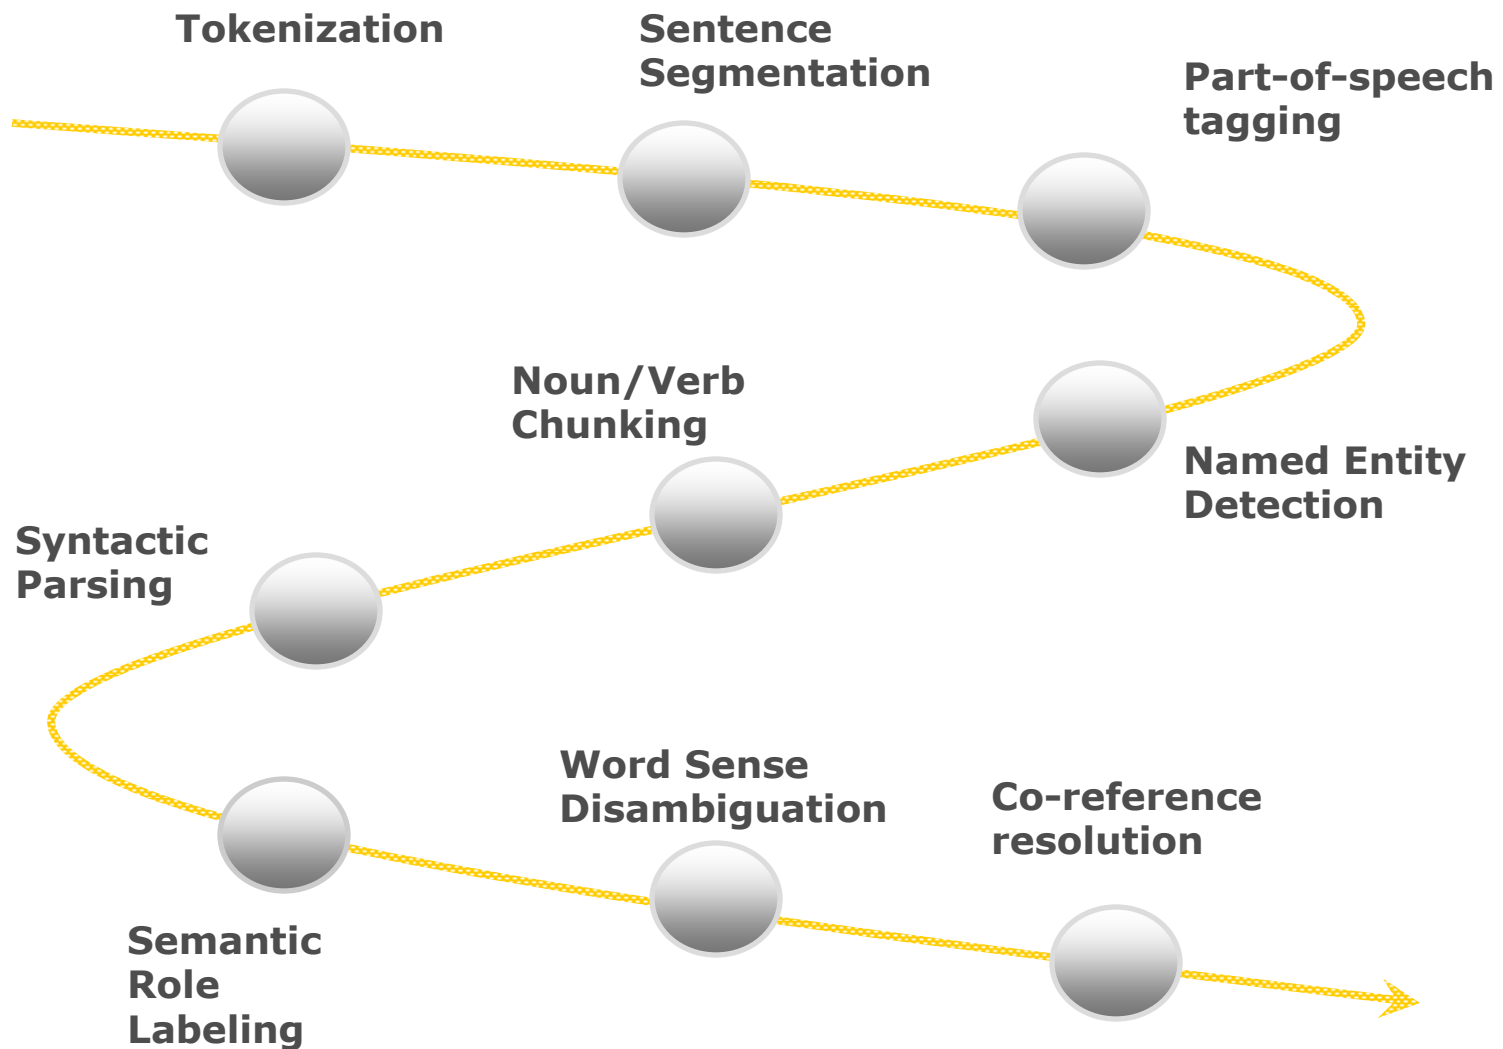 Tokenization
Sentence
Segmentation
Part-of-speech
tagging
Named Entity
Detection
Noun/Verb
Chunking
Syntactic
Parsing
Semantic
Role
Labeling
Word Sense
Disambiguation
Co-reference
resolution